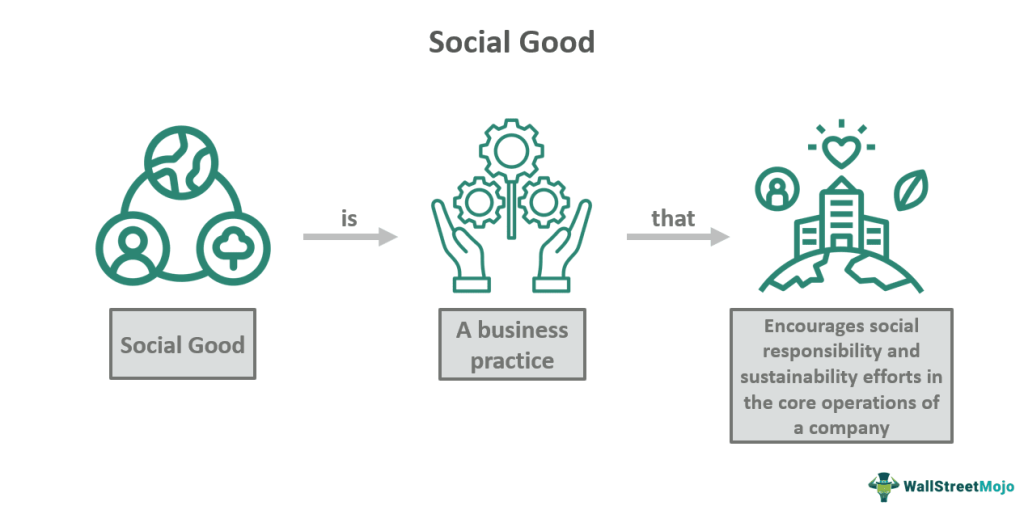 Social Good
is
that
Social Good
A business
practice
Encourages social
responsibility and
sustainability efforts in
the core operations of
a company
WallStreetMojo